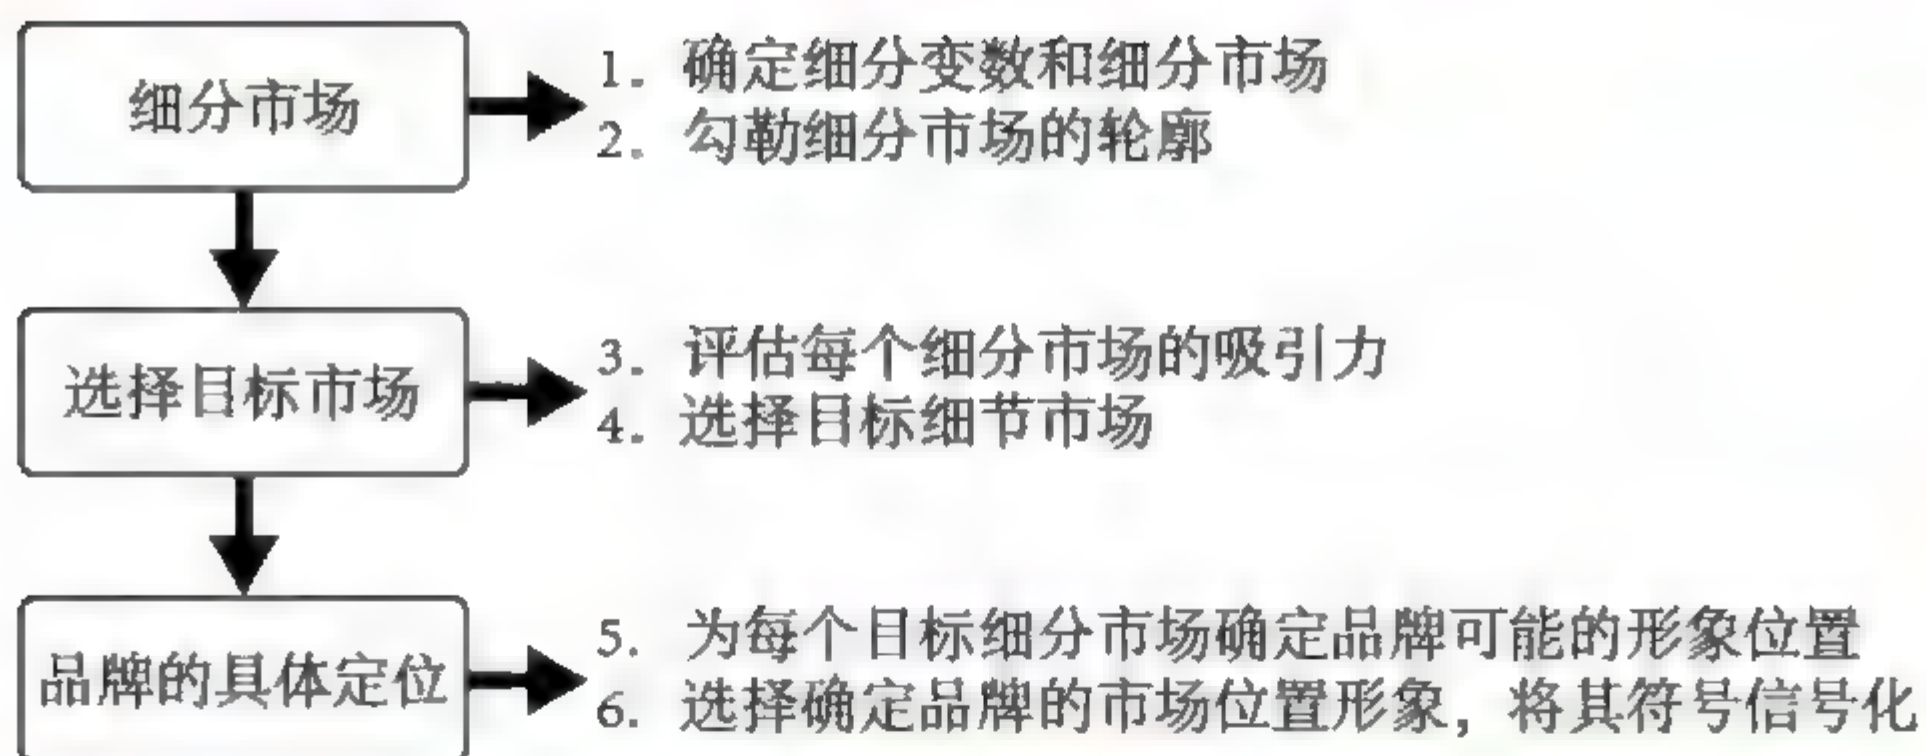 细分市场
1. 确定细分变数和细分市场
2. 勾勒细分市场的轮廓
选择目标市场
3. 评估每个细分市场的吸引力
4. 选择目标细节市场
品牌的具体定位
5. 为每个目标细分市场确定品牌可能的形象位置
6. 选择确定品牌的市场位置形象，将其符号信号化